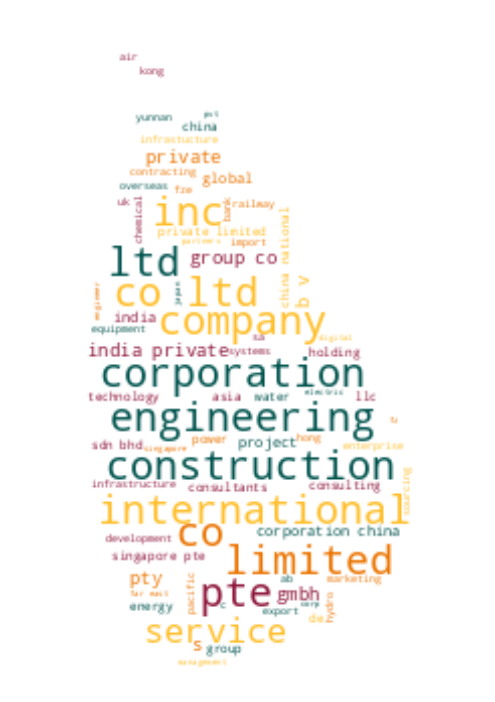 air
kong
yunnan pvt
china
infrastucture
private
contracting
overseas fze global
uk chemical inc bank railway
private limited
partners import
china national
ltd group co
co ltd b v
engineer japan
india company
equipment
sa digital
india private systems holding
corporation
electric
technology asia water llc
engineering
construction
power project hong
sdn bhd singapore enterprise
infrastructure consultants consulting
sourcing
international
co corporation china
development
singapore pte limited
pty pacific ab marketing
far east pte gmbh
energy c export corp hydro
de
service
s group
management